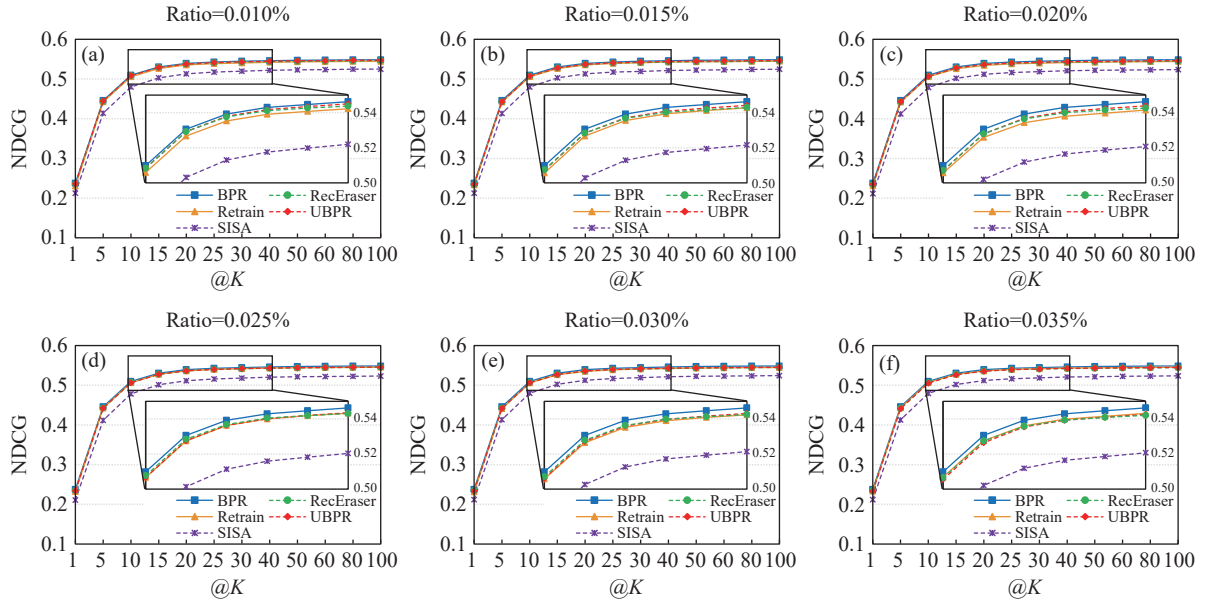 Ratio=0.010%
Ratio=0.015%
Ratio=0.020%
0.6
(a)
0.5
0.4
0.3
0.2
0.1
NDCG
0.54
0.52
0.50
BPR
RecEraser
Retrain
UBPR
SISA
1 5 10 15 20 25 30 40 60 80 100
@K
0.6
(b)
0.5
0.4
0.3
0.2
0.1
NDCG
0.54
0.52
0.50
BPR
RecEraser
Retrain
UBPR
SISA
1 5 10 15 20 25 30 40 50 80 100
@K
0.6
(c)
0.5
0.4
0.3
0.2
0.1
NDCG
0.54
0.52
0.50
BPR
RecEraser
Retrain
UBPR
SISA
1 5 10 15 20 25 30 40 60 80 100
@K
Ratio=0.025%
Ratio=0.030%
Ratio=0.035%
0.6
(d)
0.5
0.4
0.3
0.2
0.1
NDCG
0.54
0.52
0.50
BPR
RecEraser
Retrain
UBPR
SISA
1 5 10 15 20 25 30 40 50 80 100
@K
0.6
(e)
0.5
0.4
0.3
0.2
0.1
NDCG
0.54
0.52
0.50
BPR
RecEraser
Retrain
UBPR
SISA
1 5 10 15 20 25 30 40 60 80 100
@K
0.6
(f)
0.5
0.4
0.3
0.2
0.1
NDCG
0.54
0.52
0.50
BPR
RecEraser
Retrain
UBPR
SISA
1 5 10 15 20 25 30 40 50 80 100
@K